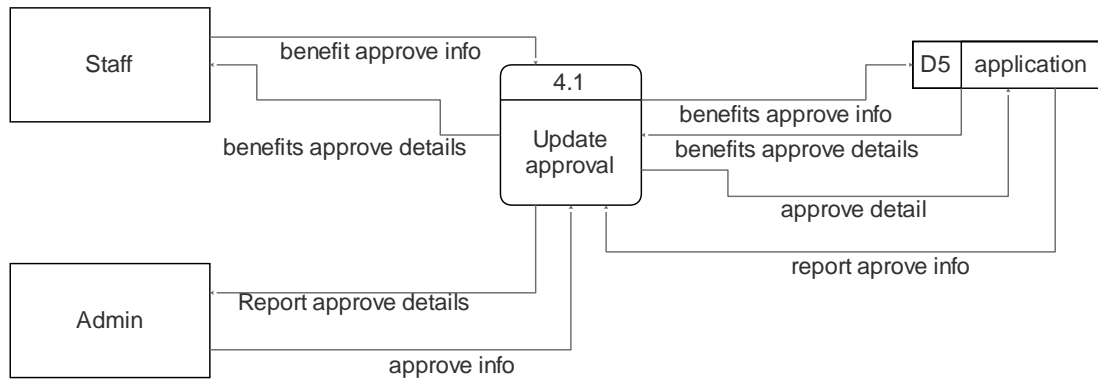 Staff
benefit approve info
benefits approve details
4.1
Update
approval
D5 application
benefits approve info
benefits approve details
approve detail
report aprove info
Admin
Report approve details
approve info